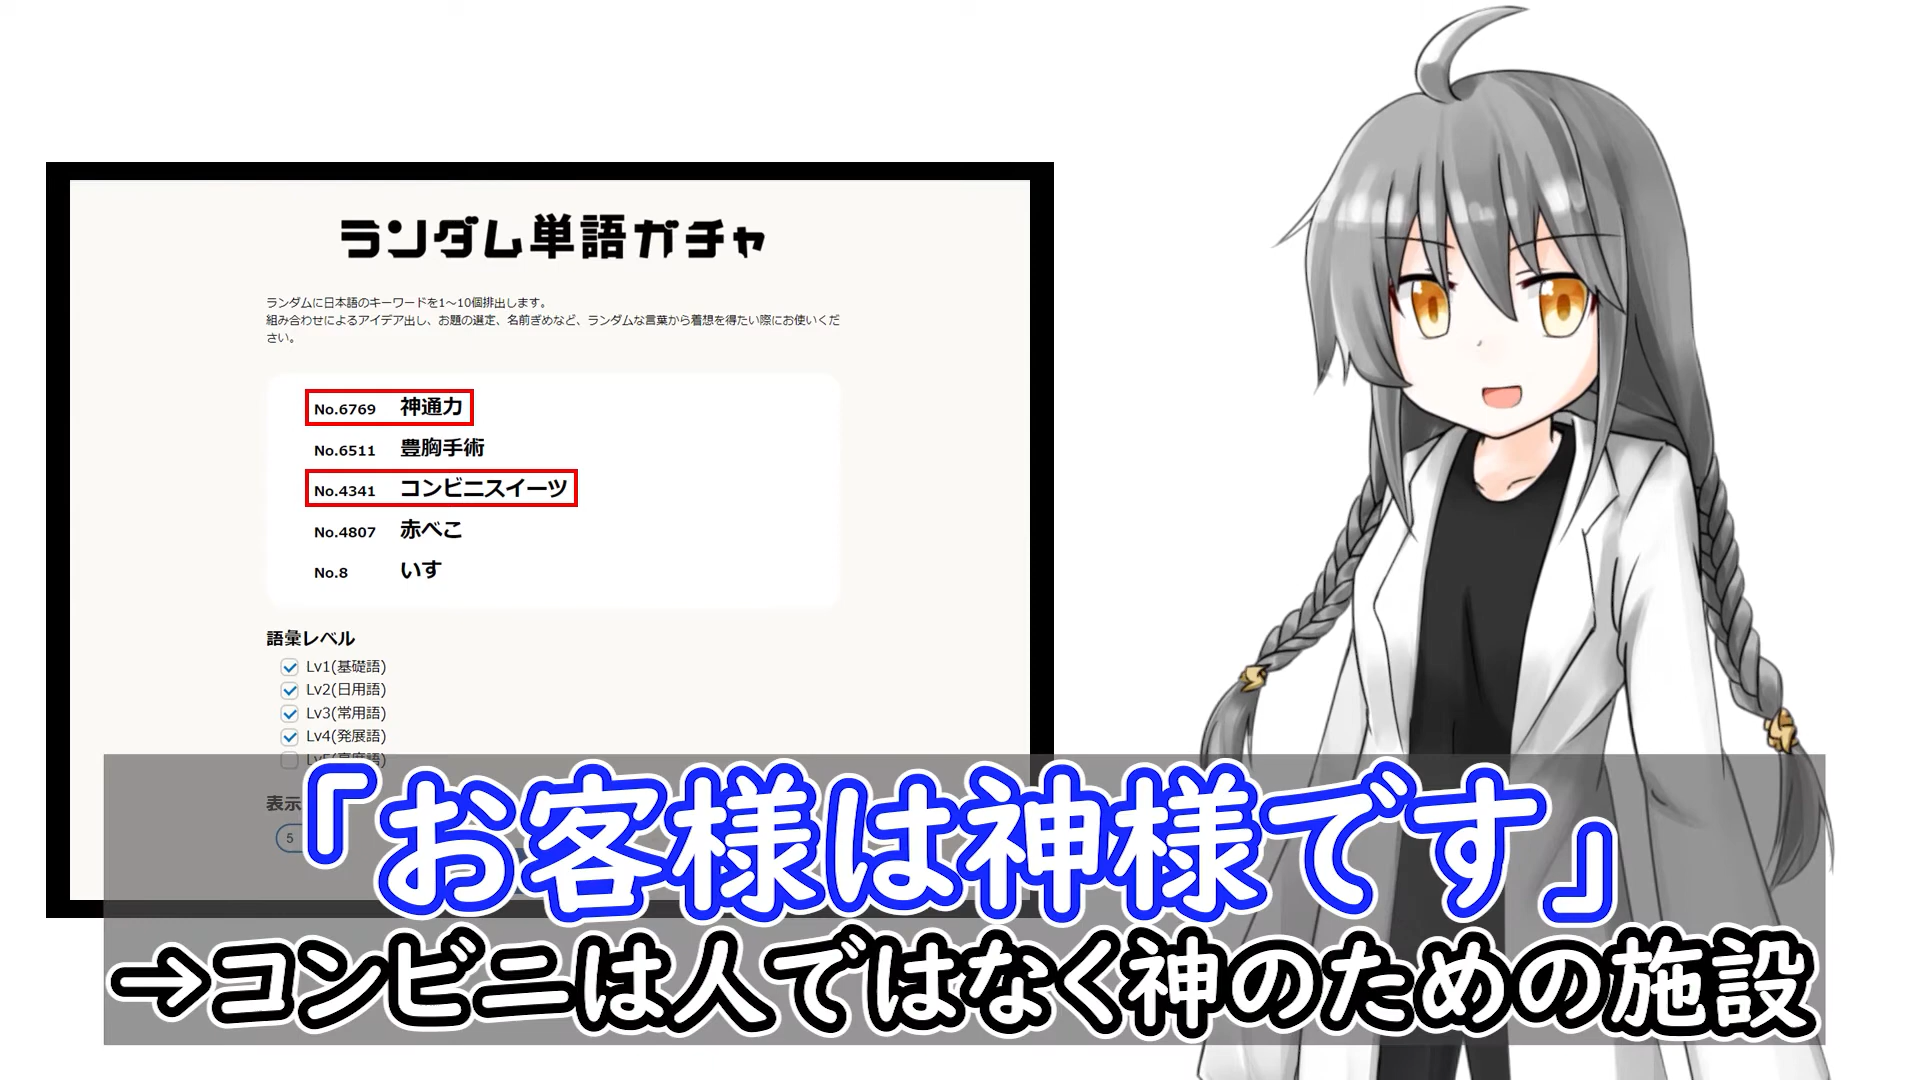 ランダム単語ガチャ
ランダムに日本語のキーワードを1～10個排出します。
組み合わせによるアイデア出し、お題の選定、名前ぎめなど、ランダムな言葉から着想を得たい際にお使いくだ
さい。
No.6769 神通力
No.6511 豊胸手術
No.4341 コンビニスイーツ
No.4807 赤べこ
No.8 いす
語彙レベル
Lv1(基礎語)
Lv2(日用語)
Lv3(常用語)
Lv4(発展語)
Lv5(高度語)
表示
5
「お客様は神様です」
→コンビニは人ではなく神のための施設